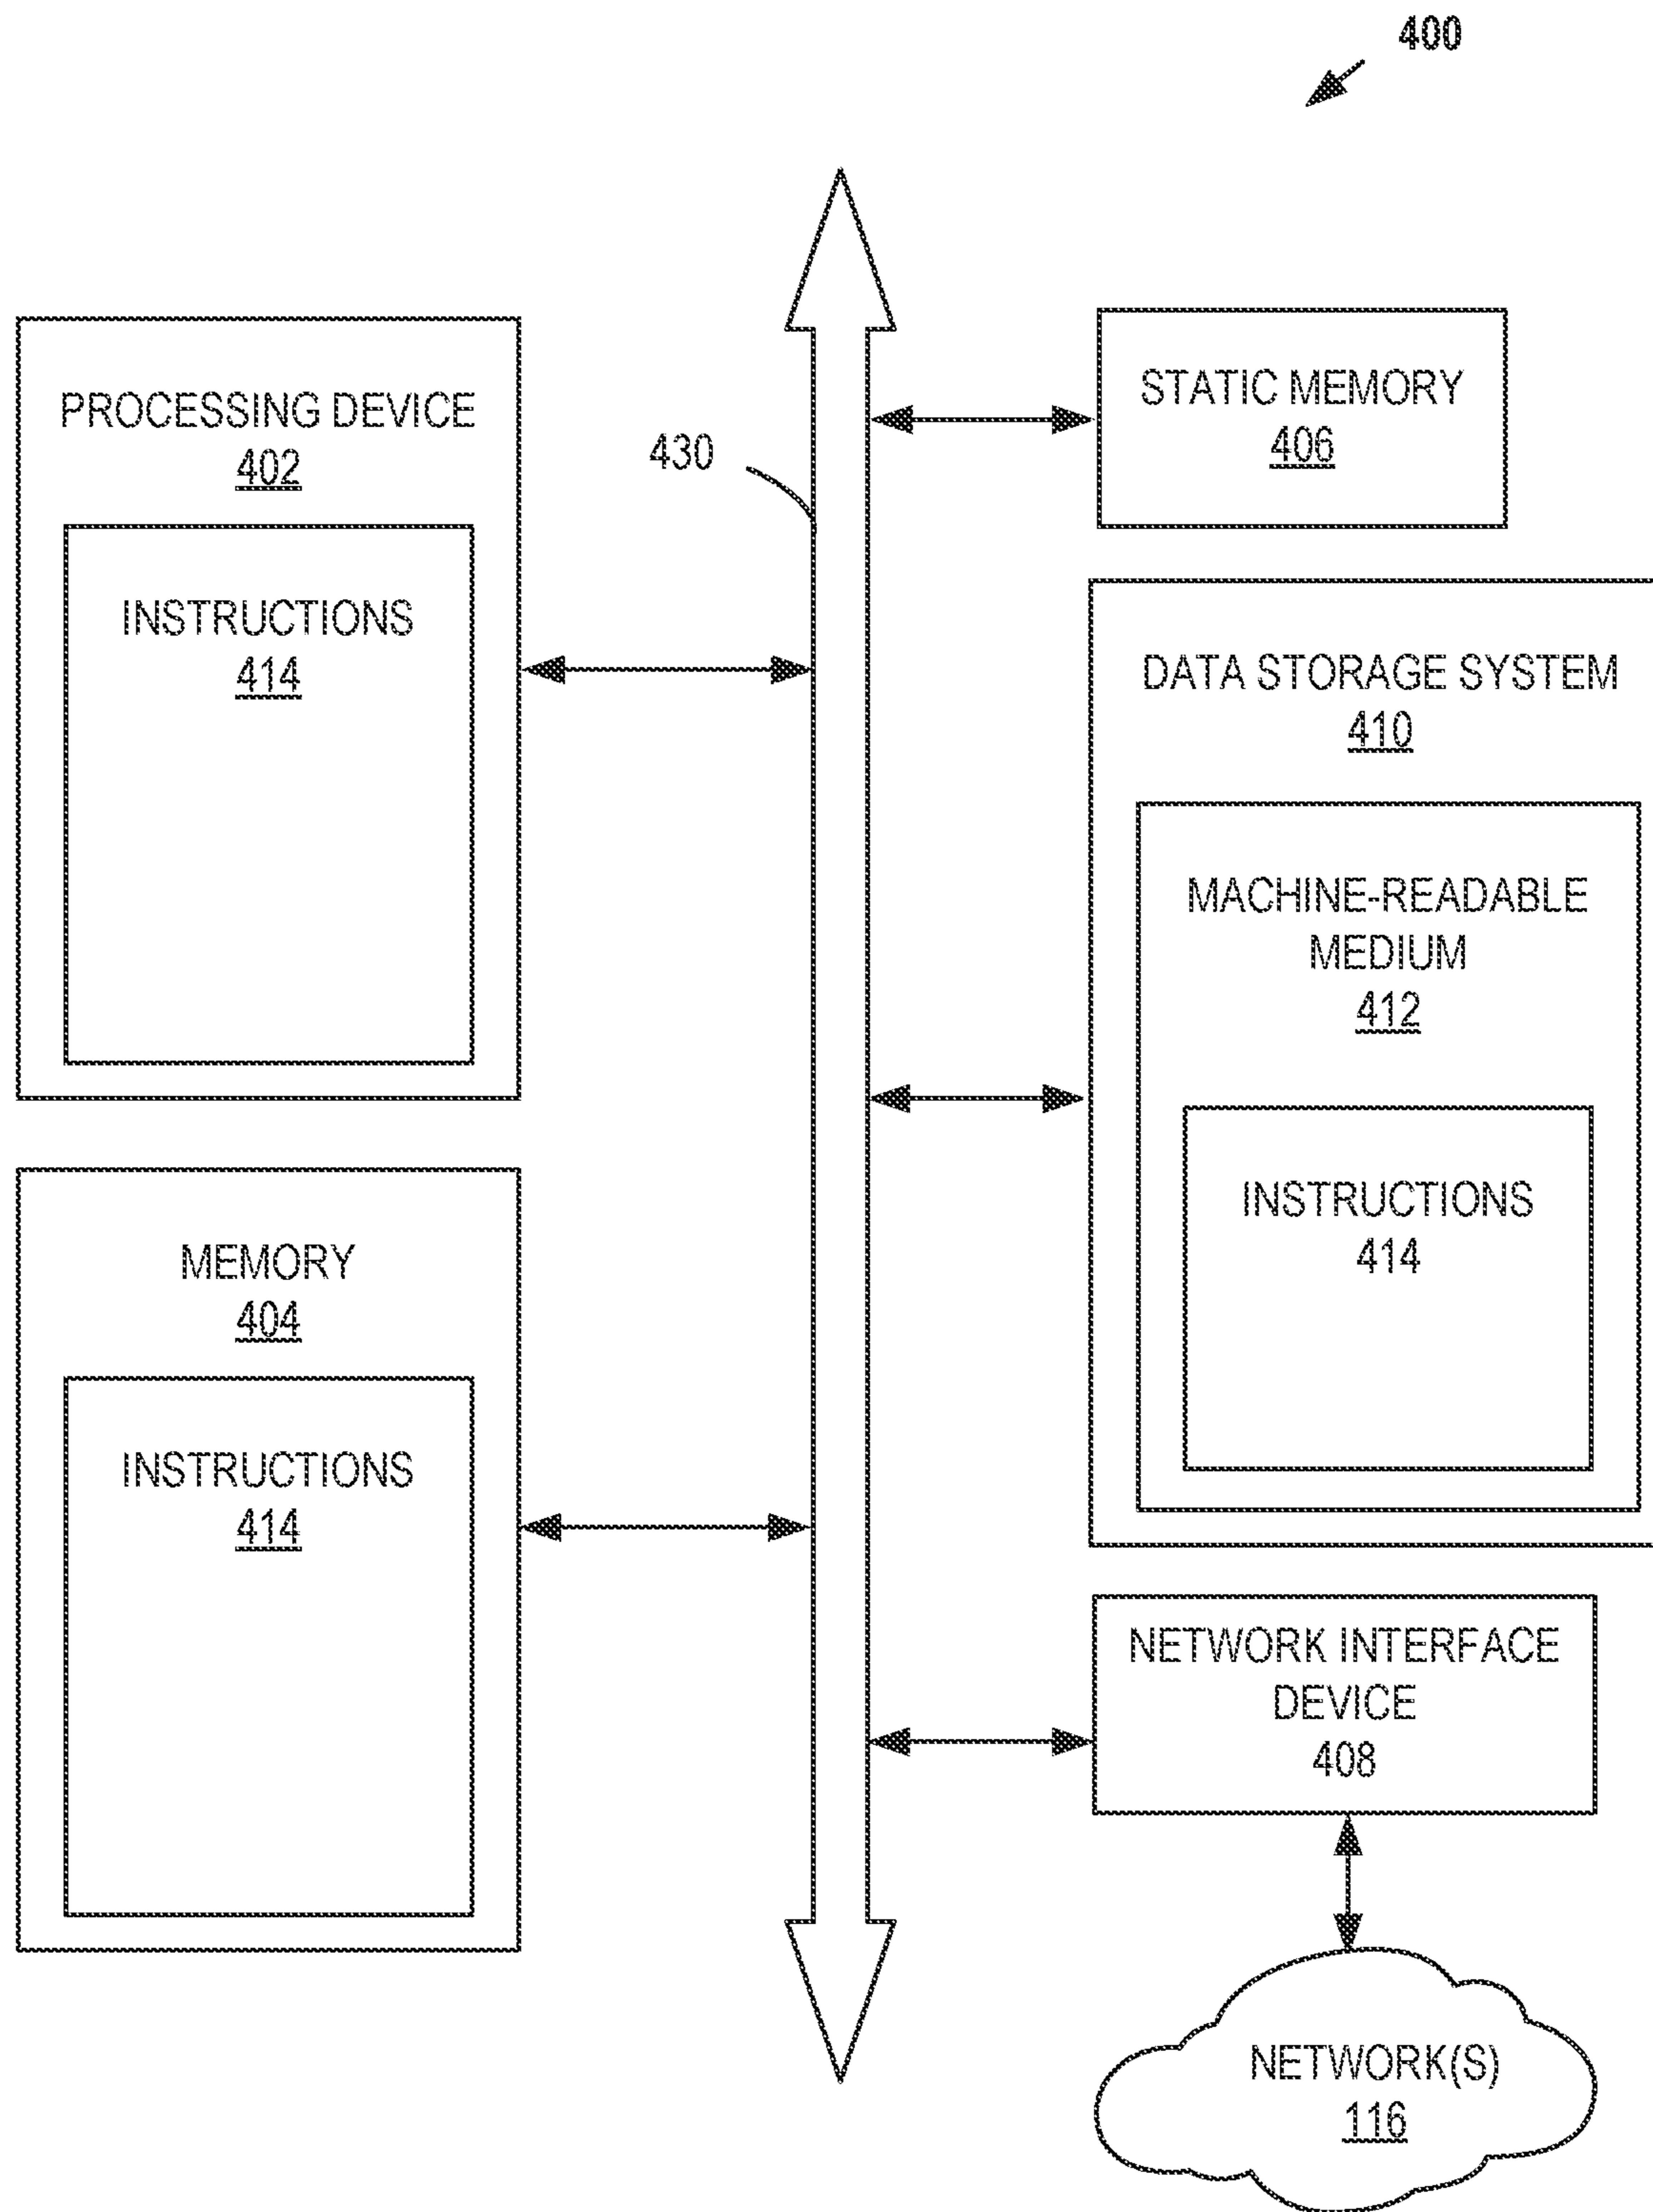 400
PROCESSING DEVICE
402
INSTRUCTIONS
414
430
STATIC MEMORY
406
DATA STORAGE SYSTEM
410
MACHINE-READABLE
MEDIUM
412
INSTRUCTIONS
414
MEMORY
404
INSTRUCTIONS
414
NETWORK INTERFACE
DEVICE
408
NETWORK(S)
116